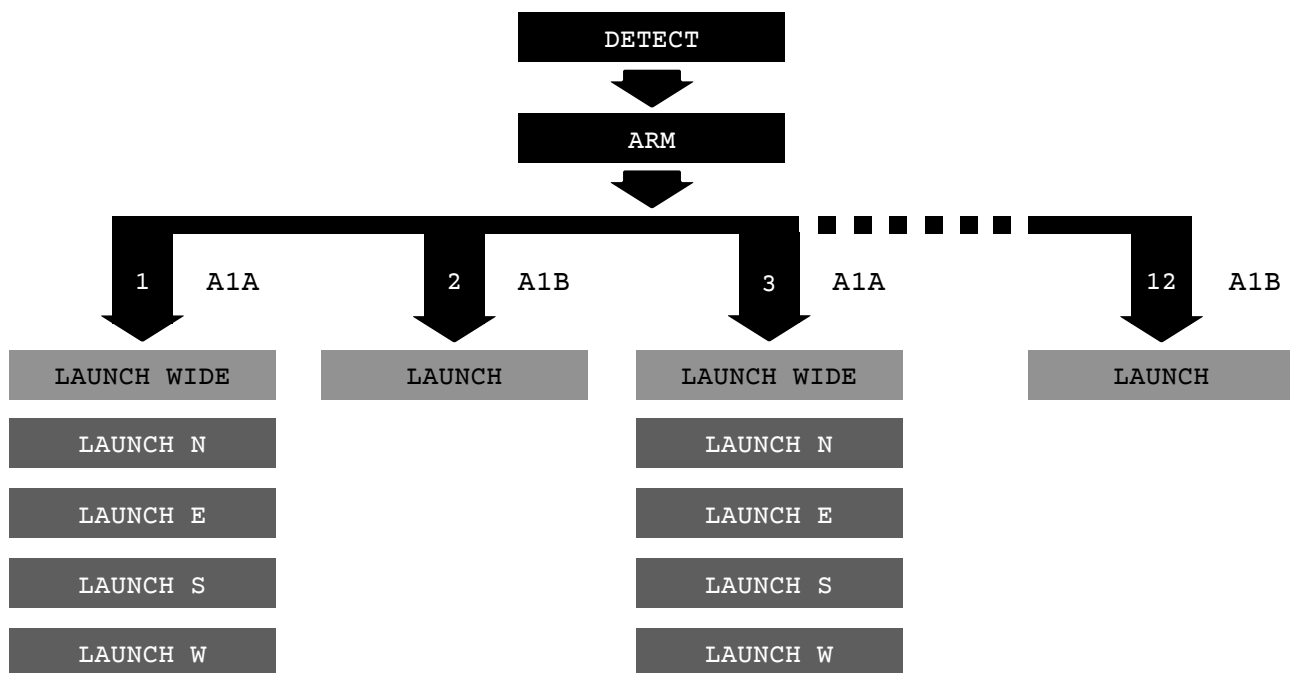 DETECT
ARM
1 A1A 2 A1B 3 A1A 12 A1B
LAUNCH WIDE LAUNCH LAUNCH WIDE LAUNCH
LAUNCH N LAUNCH N
LAUNCH E LAUNCH E
LAUNCH S LAUNCH S
LAUNCH W LAUNCH W